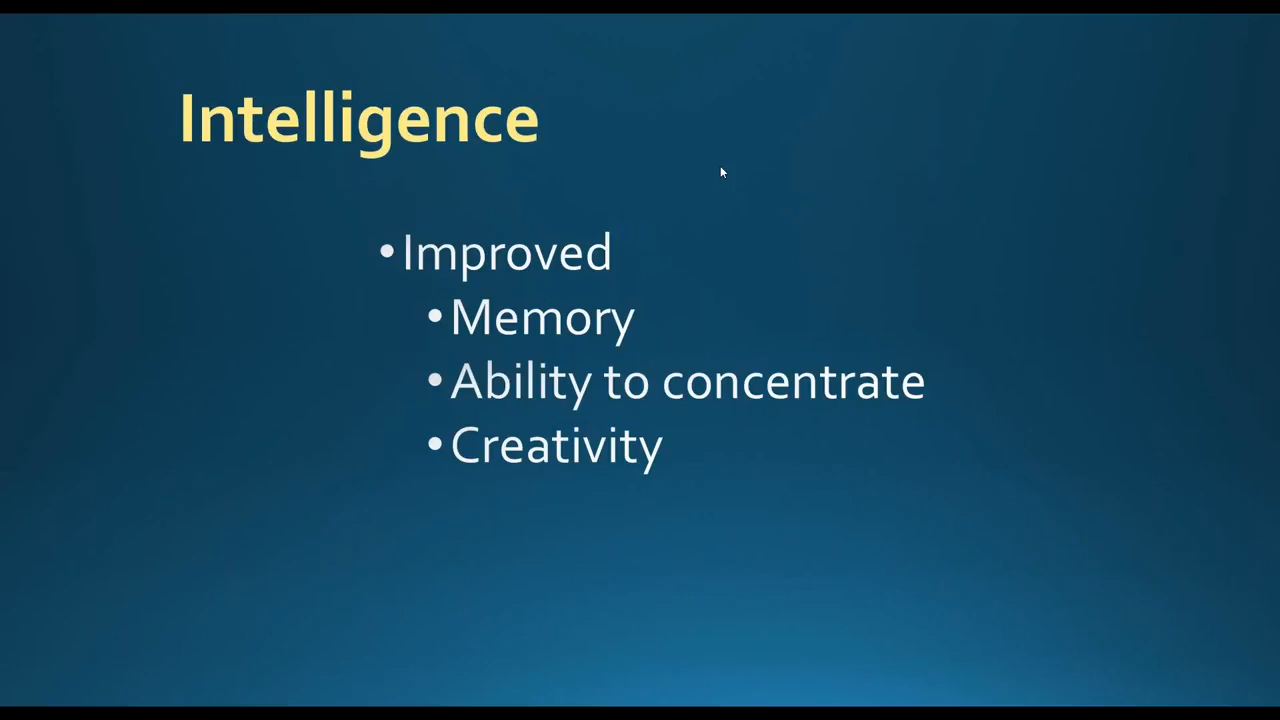 Intelligence
•Improved
•Memory
•Ability to concentrate
•Creativity